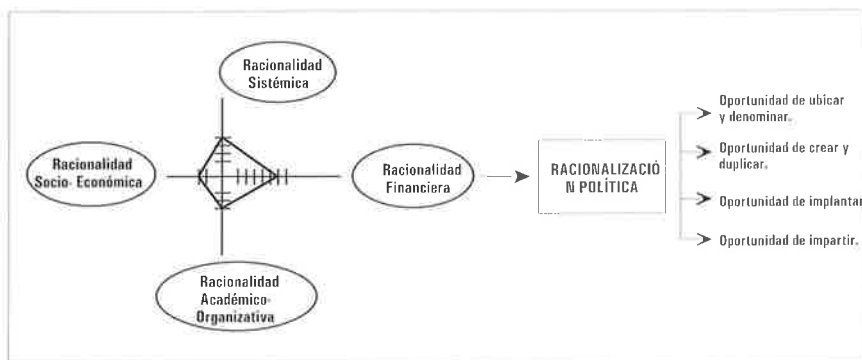 Racionalidad
Sistémica
Racionalidad
Socio- Económica
Racionalidad
Financiera
Racionalidad
Académico-
Organizativa
RACIONALIZACIÓ
N POLÍTICA
Oportunidad de ubicar
y denominar.
Oportunidad de crear y
duplicar.
Oportunidad de implantar
Oportunidad de impartir.